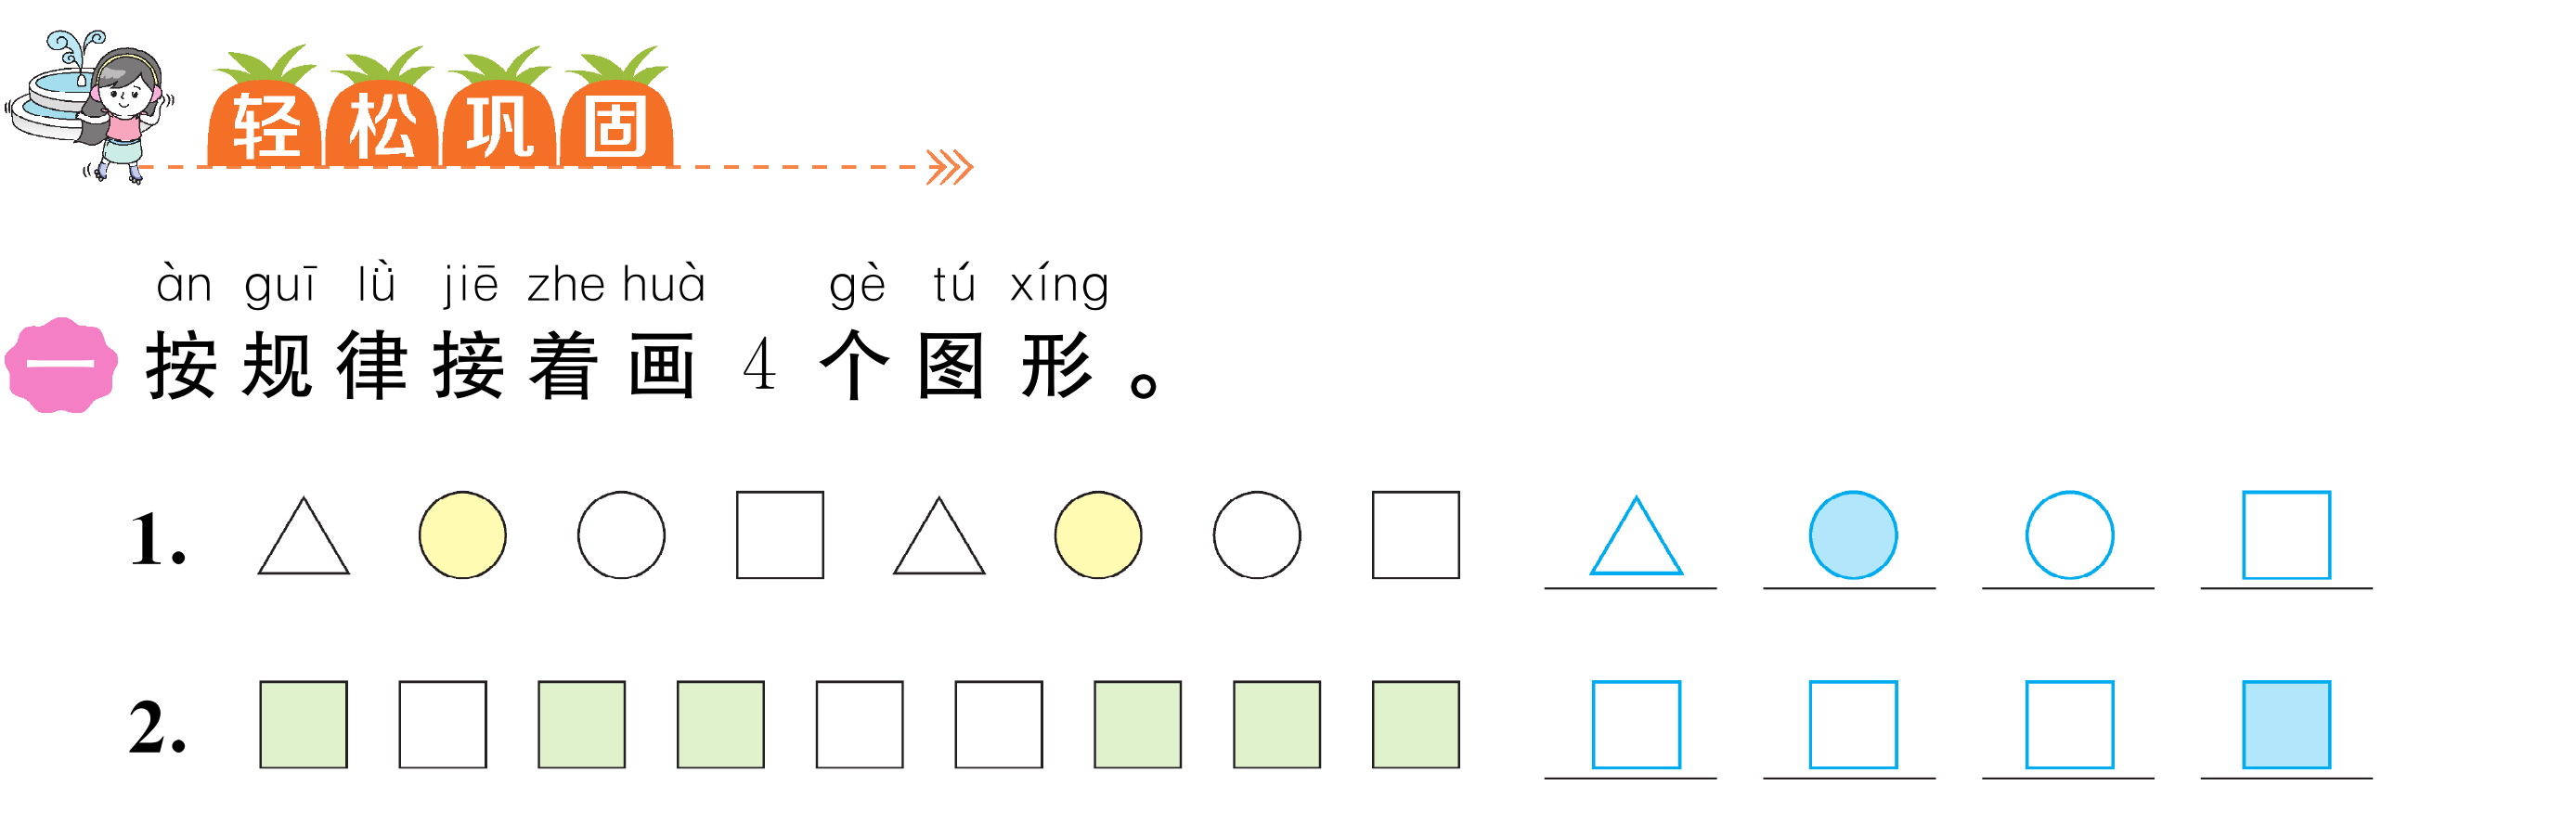 轻松巩固
àn guī lǜ jiē zhe huà gè tú xíng
一 按规律接着画 4 个图形。
1.
2.